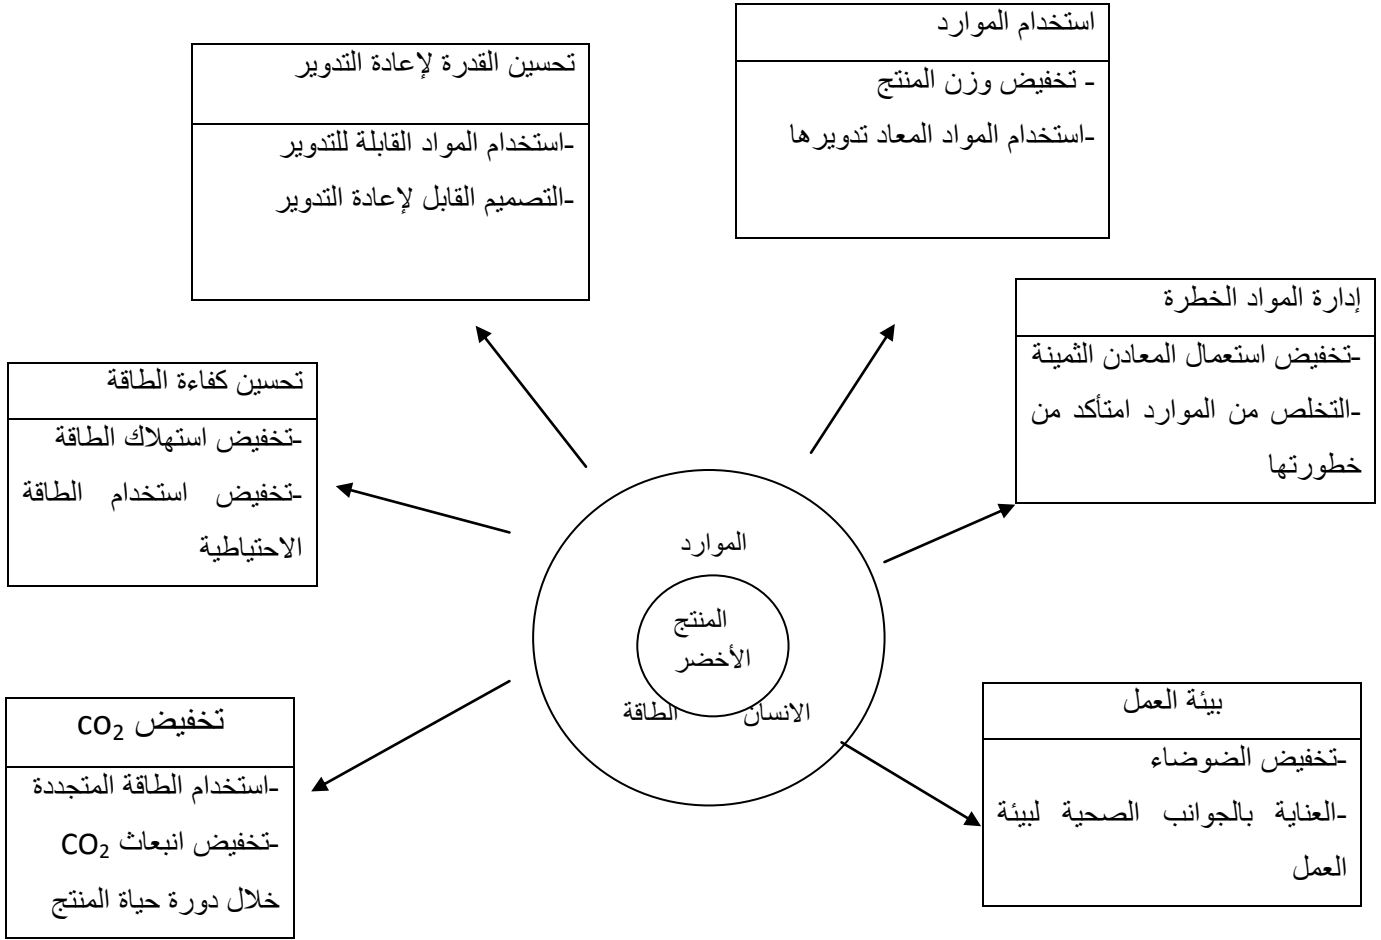 استخدام الموارد
- تخفيض وزن المنتج
-استخدام المواد المعاد تدويرها
تحسين القدرة لإعادة التدوير
-استخدام المواد القابلة للتدوير
-التصميم القابل لإعادة التدوير
إدارة المواد الخطرة
-تخفيض استعمال المعادن الثمينة
-التخلص من الموارد امتأكد من
خطورتها
تحسين كفاءة الطاقة
-تخفيض استهلاك الطاقة
-تخفيض استخدام الطاقة
الاحتياطية
الموارد
المنتج
الأخضر
الانسان
الطاقة
بيئة العمل
-تخفيض الضوضاء
-العناية بالجوانب الصحية لبيئة
العمل
تخفيض co₂
-استخدام الطاقة المتجددة
-تخفيض انبعاث CO₂
خلال دورة حياة المنتج